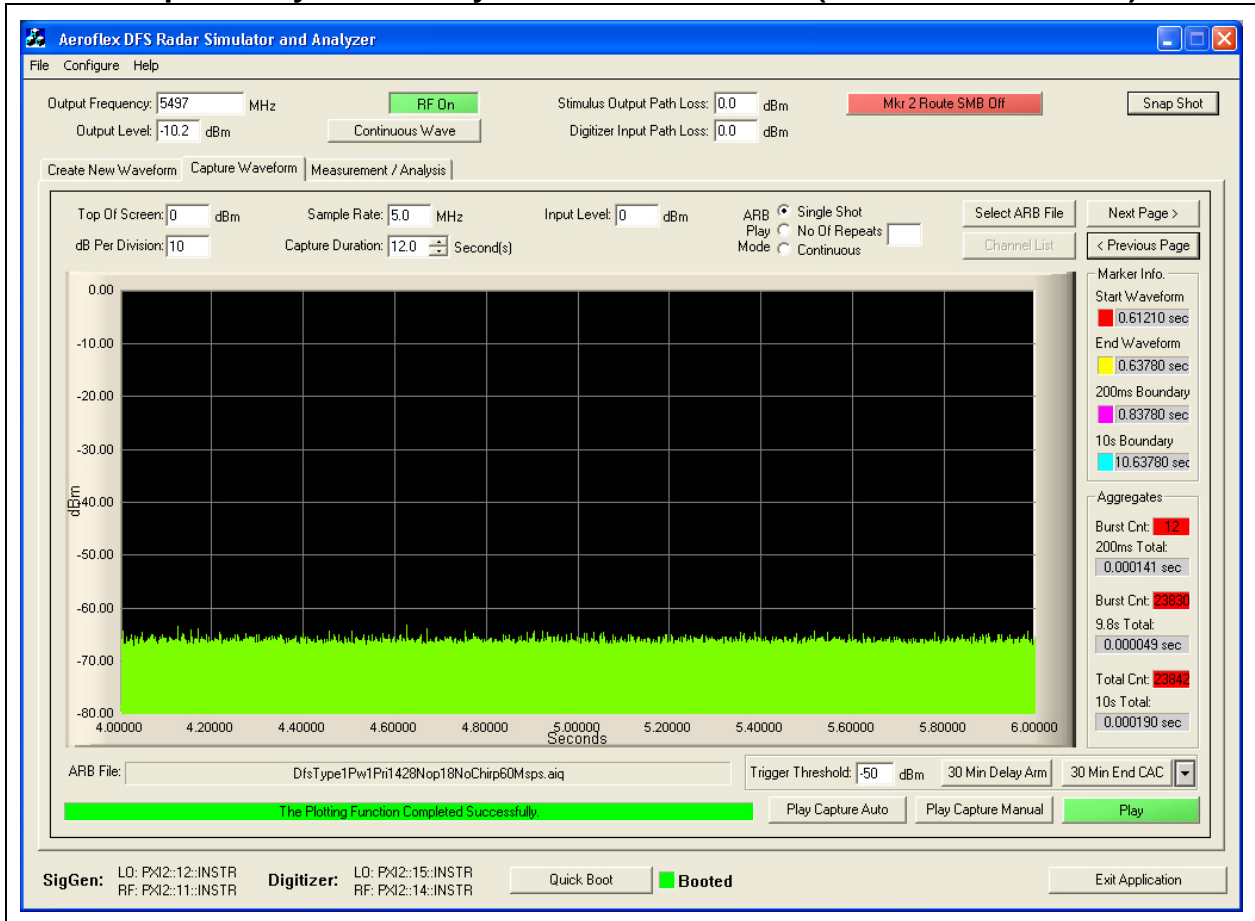 Aeroflex DFS Radar Simulator and Analyzer
File Configure Help
Output Frequency: 5497 MHz RF On Stimulus Output Path Loss: 0.0 dBm Mkr 2 Route SMB Off Snap Shot
Output Level: -10.2 dBm Continuous Wave Digitizer Input Path Loss: 0.0 dBm
Create New Waveform Capture Waveform Measurement / Analysis
Top Of Screen: 0 dBm Sample Rate: 5.0 MHz Input Level: 0 dBm ARB Play Mode Single Shot Select ARB File Next Page >
dB Per Division: 10 Capture Duration: 12.0 Second(s) No Of Repeats Channel List < Previous Page
Continuous
Marker Info.
Start Waveform
0.61210 sec
End Waveform
0.63780 sec
200ms Boundary
0.83780 sec
10s Boundary
10.63780 sec
Aggregates
Burst Cnt: 12
200ms Total:
0.000141 sec
Burst Cnt: 23830
9.8s Total:
0.000049 sec
Total Cnt: 23842
10s Total:
0.000190 sec
0.00
-10.00
-20.00
-30.00
-40.00
-50.00
-60.00
-70.00
-80.00
dBm
4.00000 4.20000 4.40000 4.60000 4.80000 5.00000 5.20000 5.40000 5.60000 5.80000 6.00000
Seconds
ARB File: DfsType1Pw1Pri1428Nop18NoChirp60Msps.aiq Trigger Threshold: -50 dBm 30 Min Delay Arm 30 Min End CAC
The Plotting Function Completed Successfully. Play Capture Auto Play Capture Manual Play
SigGen: LO: PXI2::12::INSTR Digitizer: LO: PXI2::15::INSTR Quick Boot Booted Exit Application
RF: PXI2::11::INSTR RF: PXI2::14::INSTR